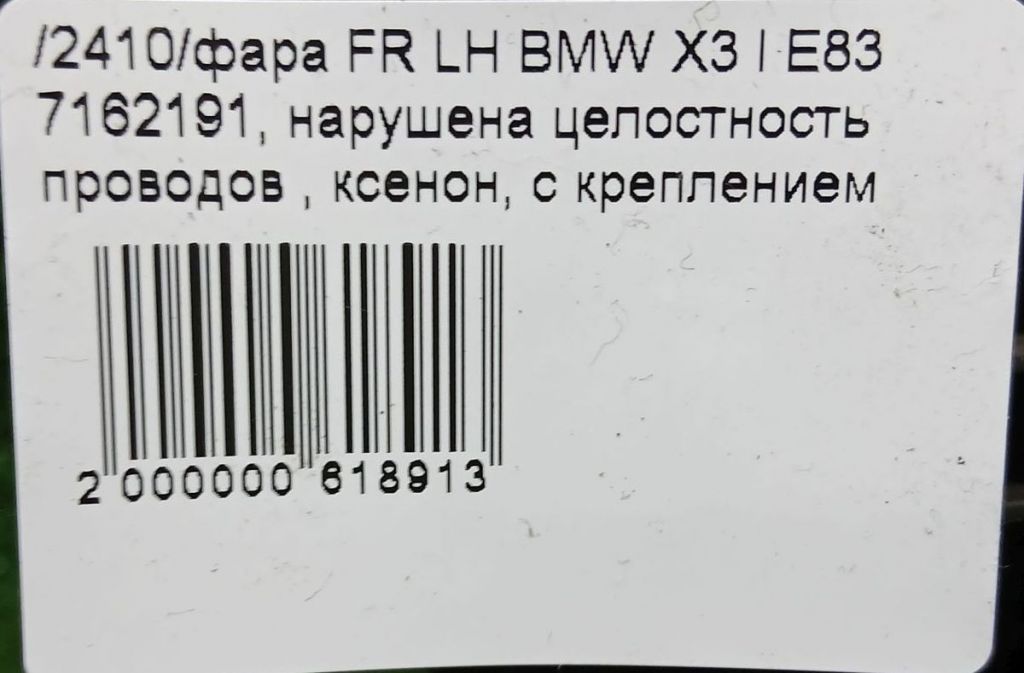 /2410/фара FR LH BMW X3 I E83
7162191, нарушена целостность
проводов , ксенон, с креплением
2 000000 618913